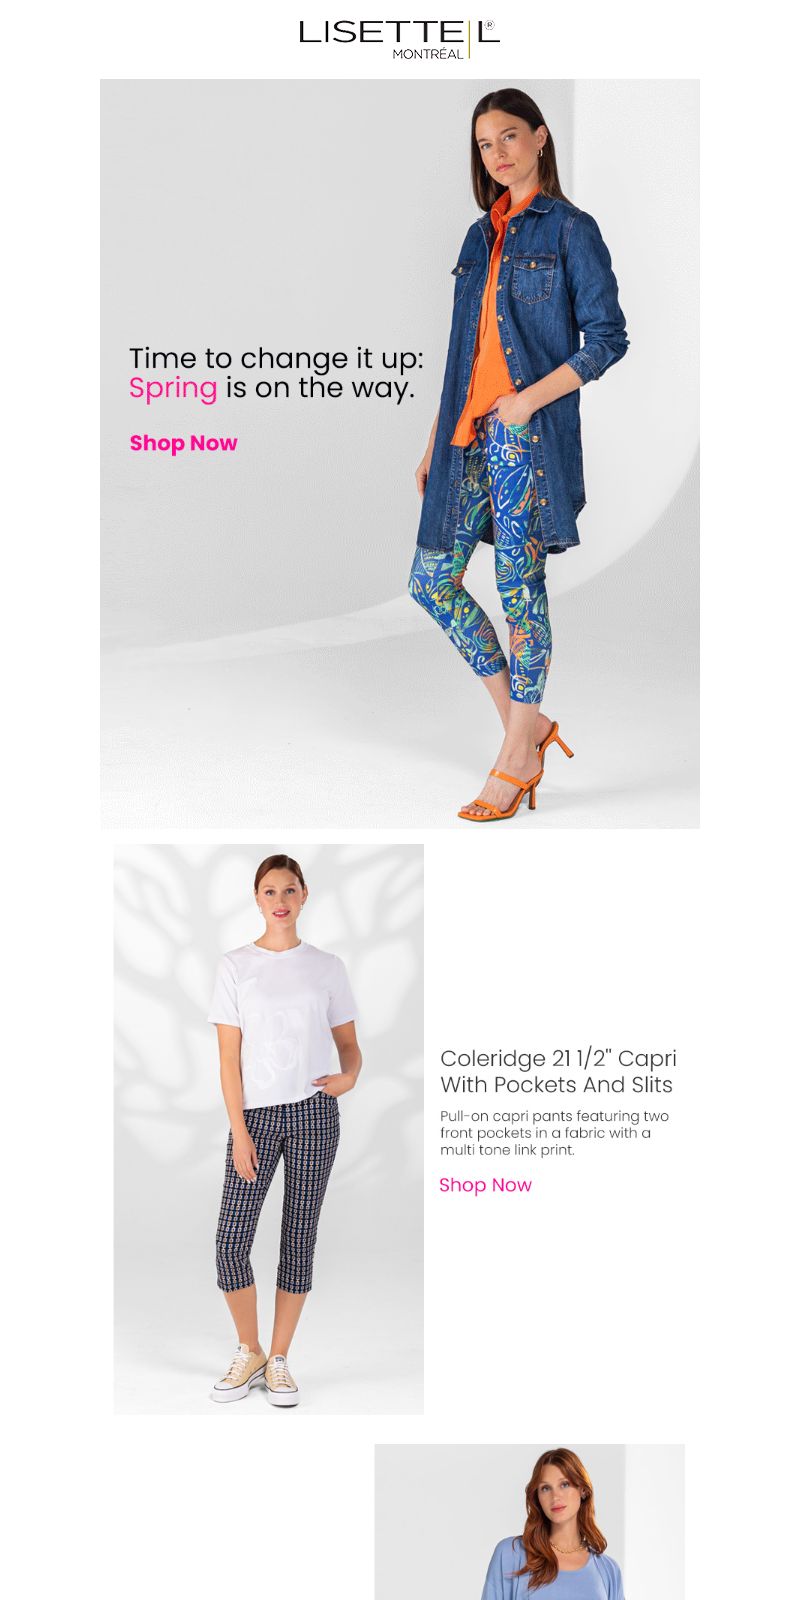 LISETTE L®
MONTRÉAL
Time to change it up:
Spring is on the way.
Shop Now
Coleridge 21 1/2" Capri
With Pockets And Slits
Pull-on capri pants featuring two
front pockets in a fabric with a
multi tone link print.
Shop Now